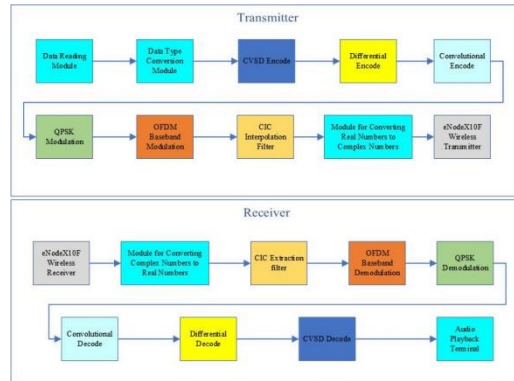 Transmitter
Data Reading
Module
Data Type
Conversion
Module
CVSD Encode
Differential
Encode
Convolutional
Encode
QPSK
Modulation
OFDM
Baseband
Modulation
CIC
Interpolation
Filter
Module for Converting
Real Numbers to
Complex Numbers
eNodeX10F
Wireless
Transmitter
Receiver
eNodeX10F
Wireless
Receiver
Module for Converting
Complex Numbers to
Real Numbers
CIC Extraction
filter
OFDM
Baseband
Demodulation
QPSK
Demodulation
Convolutional
Decode
Differential
Decode
CVSD Decode
Audio
Playback
Terminal